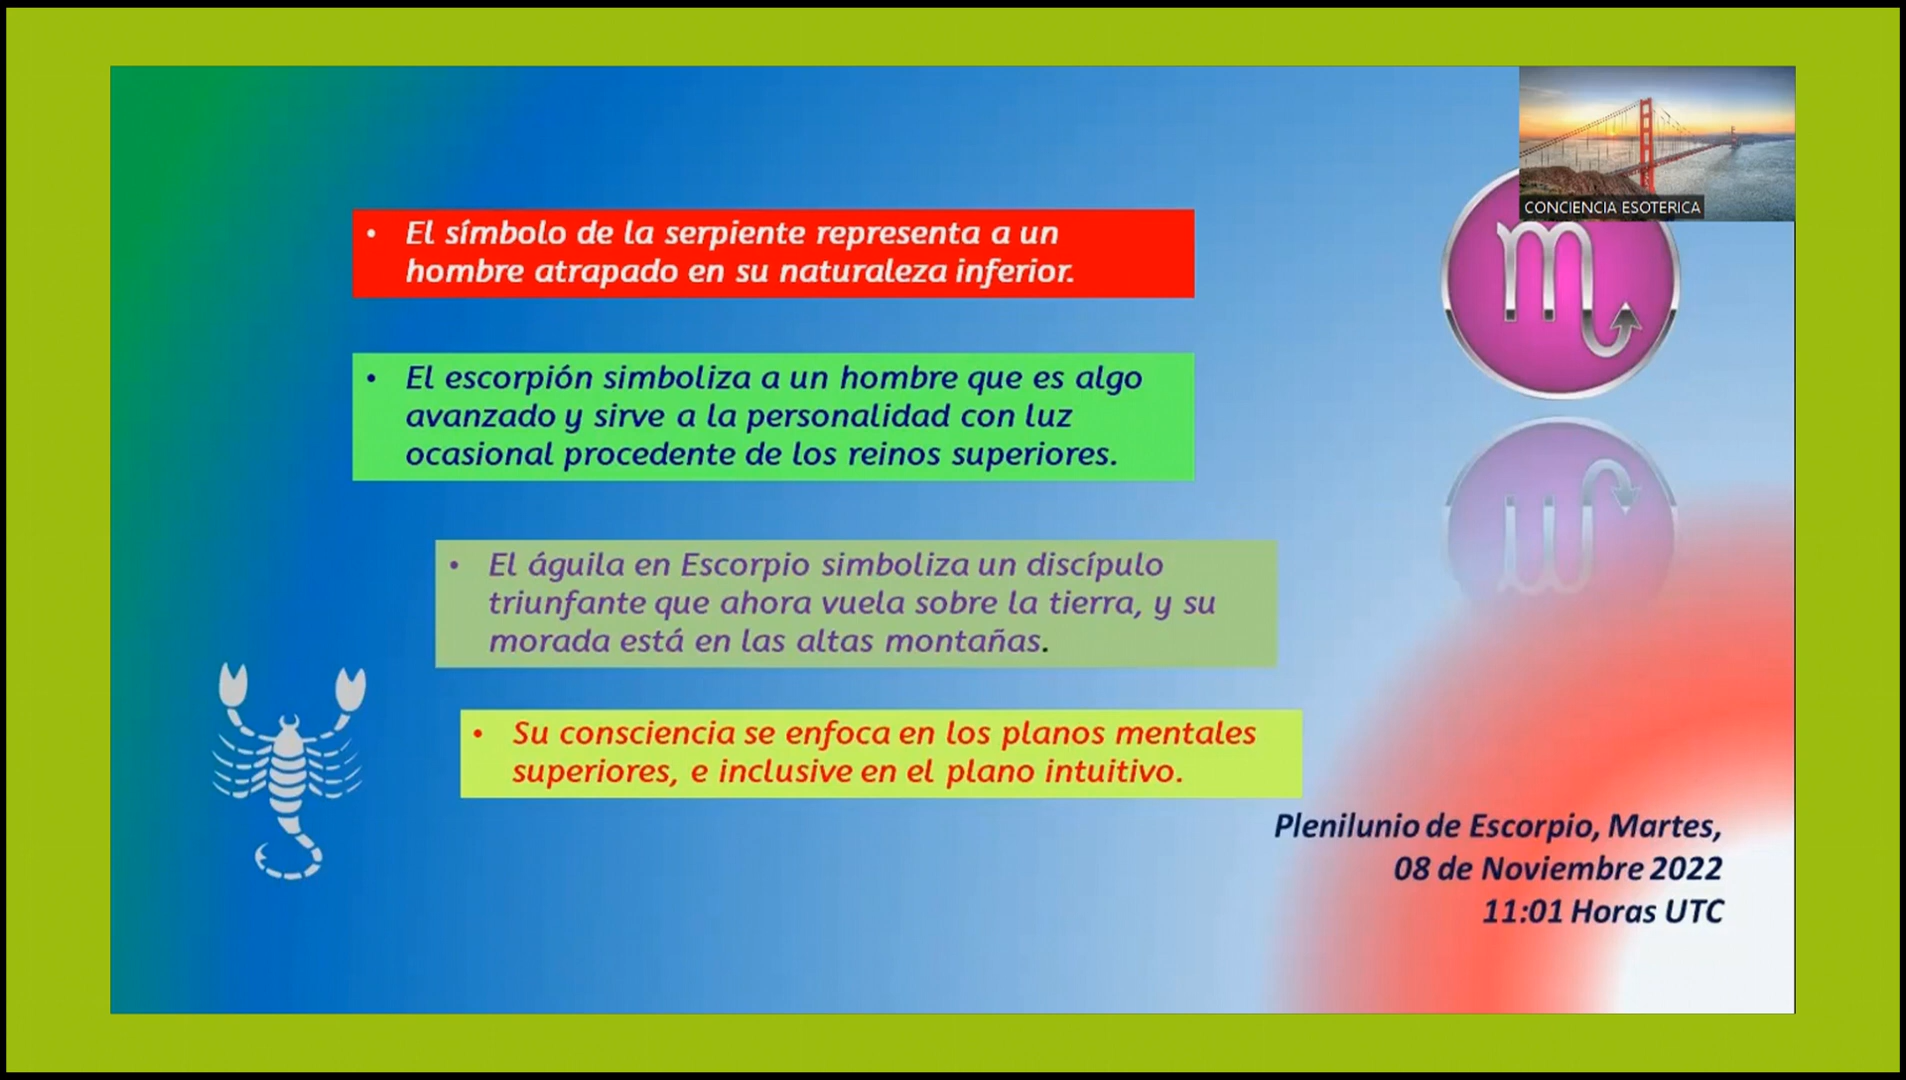 CONCIENCIA ESOTERICA
• El símbolo de la serpiente representa a un
hombre atrapado en su naturaleza inferior.
• El escorpión simboliza a un hombre que es algo
avanzado y sirve a la personalidad con luz
ocasional procedente de los reinos superiores.
• El águila en Escorpio simboliza un discípulo
triunfante que ahora vuela sobre la tierra, y su
morada está en las altas montañas.
• Su consciencia se enfoca en los planos mentales
superiores, e inclusive en el plano intuitivo.
Plenilunio de Escorpio, Martes,
08 de Noviembre 2022
11:01 Horas UTC